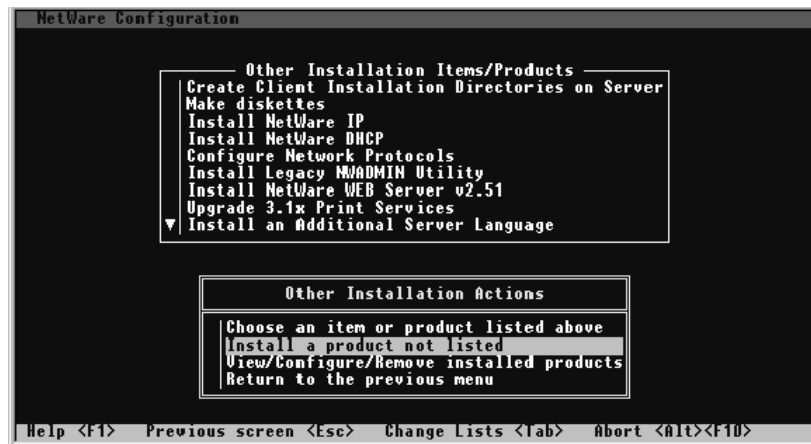 NetWare Configuration
Other Installation Items/Products
Create Client Installation Directories on Server
Make diskettes
Install NetWare IP
Install NetWare DHCP
Configure Network Protocols
Install Legacy NWADMIN Utility
Install NetWare WEB Server v2.51
Upgrade 3.1x Print Services
▼ Install an Additional Server Language
Other Installation Actions
Choose an item or product listed above
Install a product not listed
View/Configure/Remove installed products
Return to the previous menu
Help <F1> Previous screen <Esc> Change Lists <Tab> Abort <Alt><F10>